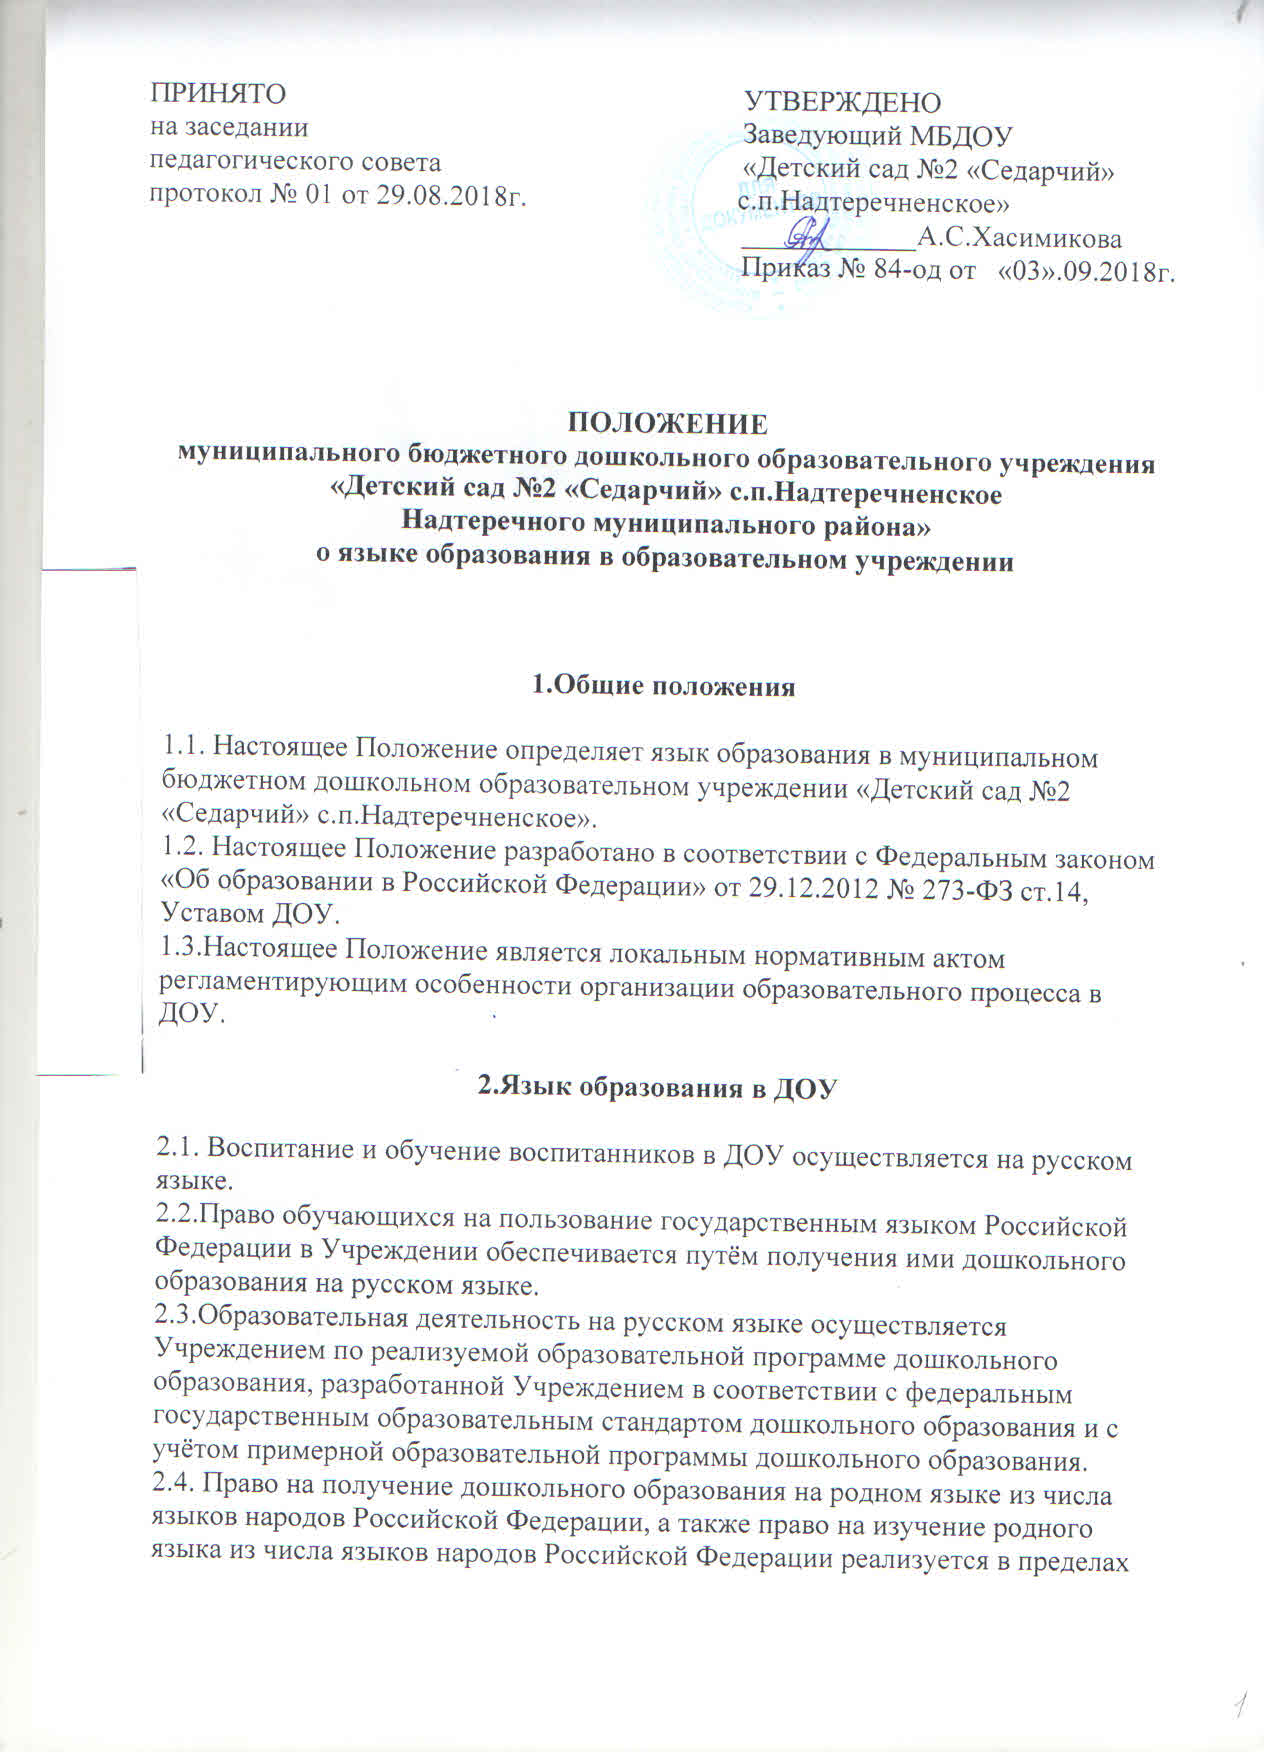 ПРИНЯТО
на заседании
педагогического совета
протокол № 01 от 29.08.2018г.
УТВЕРЖДЕНО
Заведующий МБДОУ
«Детский сад №2 «Седарчий»
с.п.Надтеречненское»
____________А.С.Хасимикова
Приказ № 84-од от «03».09.2018г.
ДЛЯ
ДОКУМЕНТОВ
ПОЛОЖЕНИЕ
муниципального бюджетного дошкольного образовательного учреждения
«Детский сад №2 «Седарчий» с.п.Надтеречненское
Надтеречного муниципального района»
о языке образования в образовательном учреждении
1.Общие положения
1.1. Настоящее Положение определяет язык образования в муниципальном
бюджетном дошкольном образовательном учреждении «Детский сад №2
«Седарчий» с.п.Надтеречненское».
1.2. Настоящее Положение разработано в соответствии с Федеральным законом
«Об образовании в Российской Федерации» от 29.12.2012 № 273-ФЗ ст.14,
Уставом ДОУ.
1.3.Настоящее Положение является локальным нормативным актом
регламентирующим особенности организации образовательного процесса в
ДОУ.
2.Язык образования в ДОУ
2.1. Воспитание и обучение воспитанников в ДОУ осуществляется на русском
языке.
2.2.Право обучающихся на пользование государственным языком Российской
Федерации в Учреждении обеспечивается путём получения ими дошкольного
образования на русском языке.
2.3.Образовательная деятельность на русском языке осуществляется
Учреждением по реализуемой образовательной программе дошкольного
образования, разработанной Учреждением в соответствии с федеральным
государственным образовательным стандартом дошкольного образования и с
учётом примерной образовательной программы дошкольного образования.
2.4. Право на получение дошкольного образования на родном языке из числа
языков народов Российской Федерации, а также право на изучение родного
языка из числа языков народов Российской Федерации реализуется в пределах
1